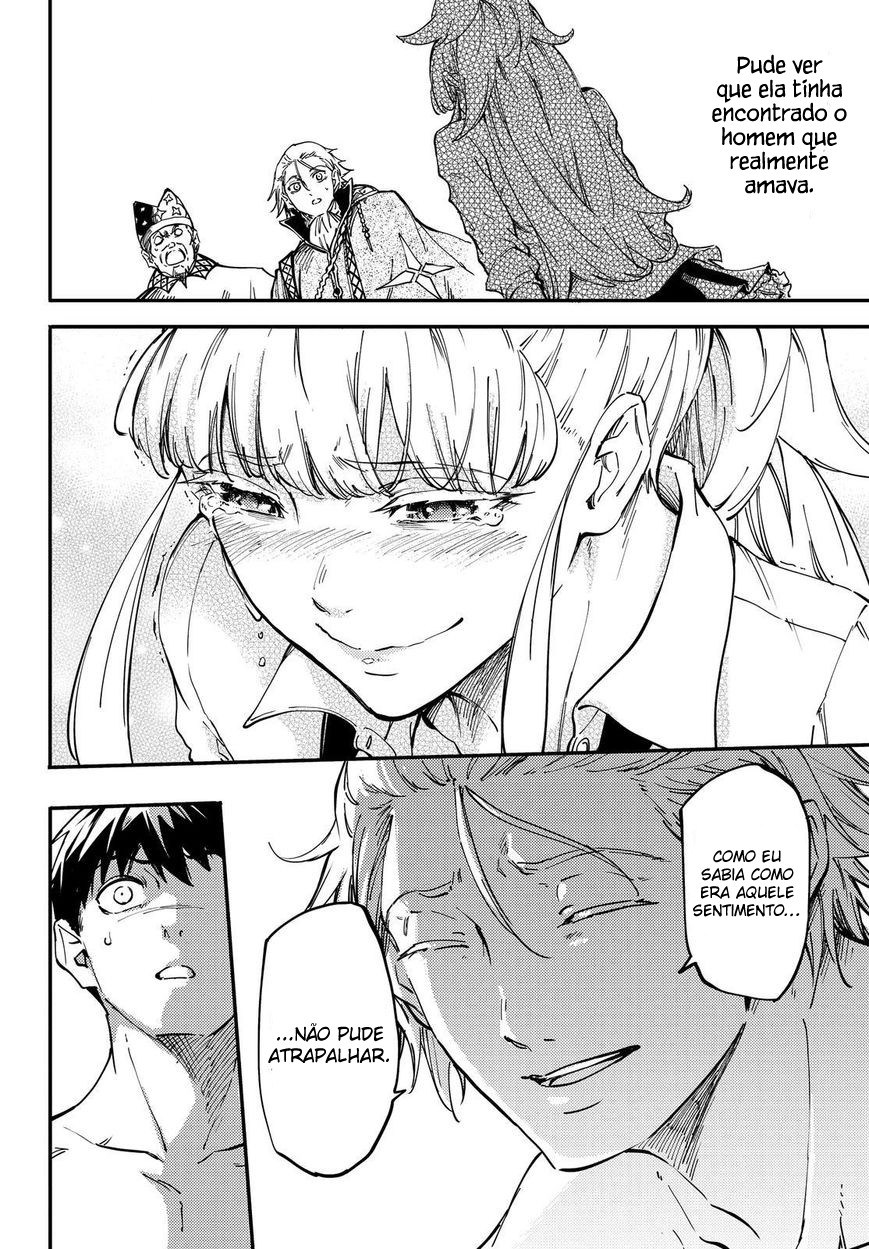 Pude ver
que ela tinha
encontrado o
homem que
realmente
amava.
COMO EU
SABIA COMO
ERA AQUELE
SENTIMENTO...
...NÃO PUDE
ATRAPALHAR.